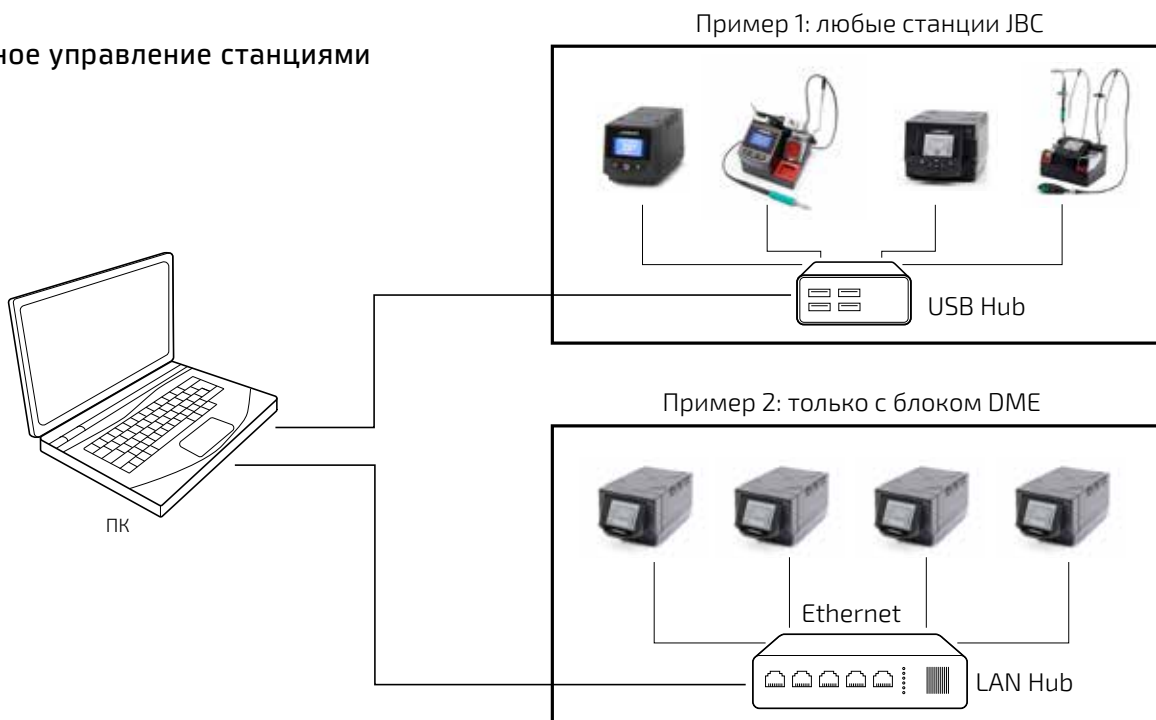 ное управление станциями
Пример 1: любые станции JBC
USB Hub
ПК
Пример 2: только с блоком DME
Ethernet
LAN Hub